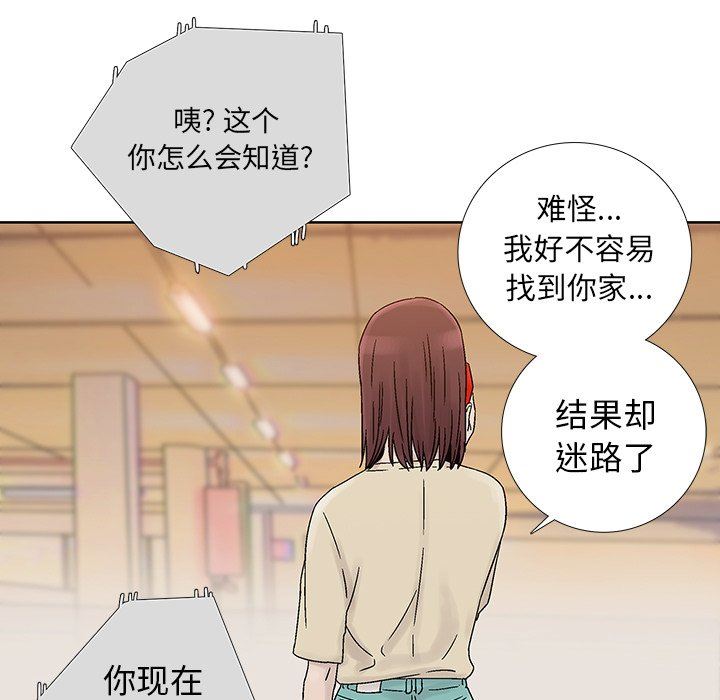 咦? 这个
你怎么会知道?
难怪...
我好不容易
找到你家...
结果却
迷路了
你现在